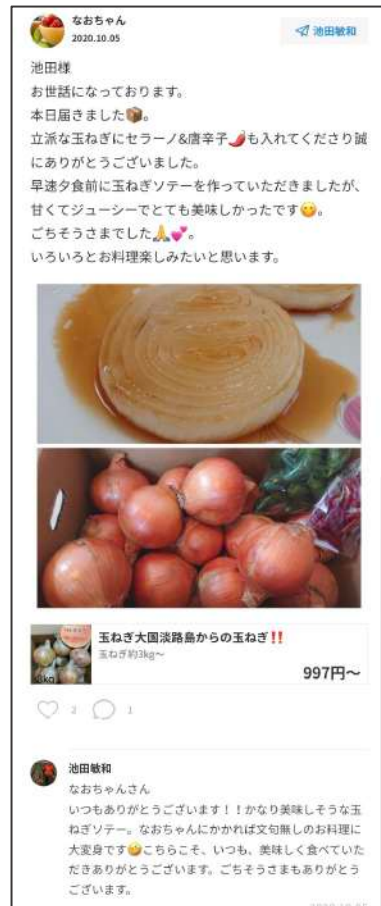 なおちゃん
2020.10.05
池田敏和
池田様
お世話になっております。
本日届きました📦。
立派な玉ねぎにセラーノ&唐辛子🌶️も入れてくださり誠
にありがとうございました。
早速夕食前に玉ねぎソテーを作っていただきましたが、
甘くてジューシーでとても美味しかったです😋。
ごちそうさまでした🙏💕。
いろいろとお料理楽しみたいと思います。
玉ねぎ大国淡路島からの玉ねぎ‼️
玉ねぎ約3kg〜
997円〜
2
1
池田敏和
なおちゃんさん
いつもありがとうございます！！かなり美味しそうな玉
ねぎソテー。なおちゃんにかかれば文句無しのお料理に
大変身です🤣こちらこそ、いつも、美味しく食べていた
だきありがとうございます。ごちそうさまもありがとう
ございます。